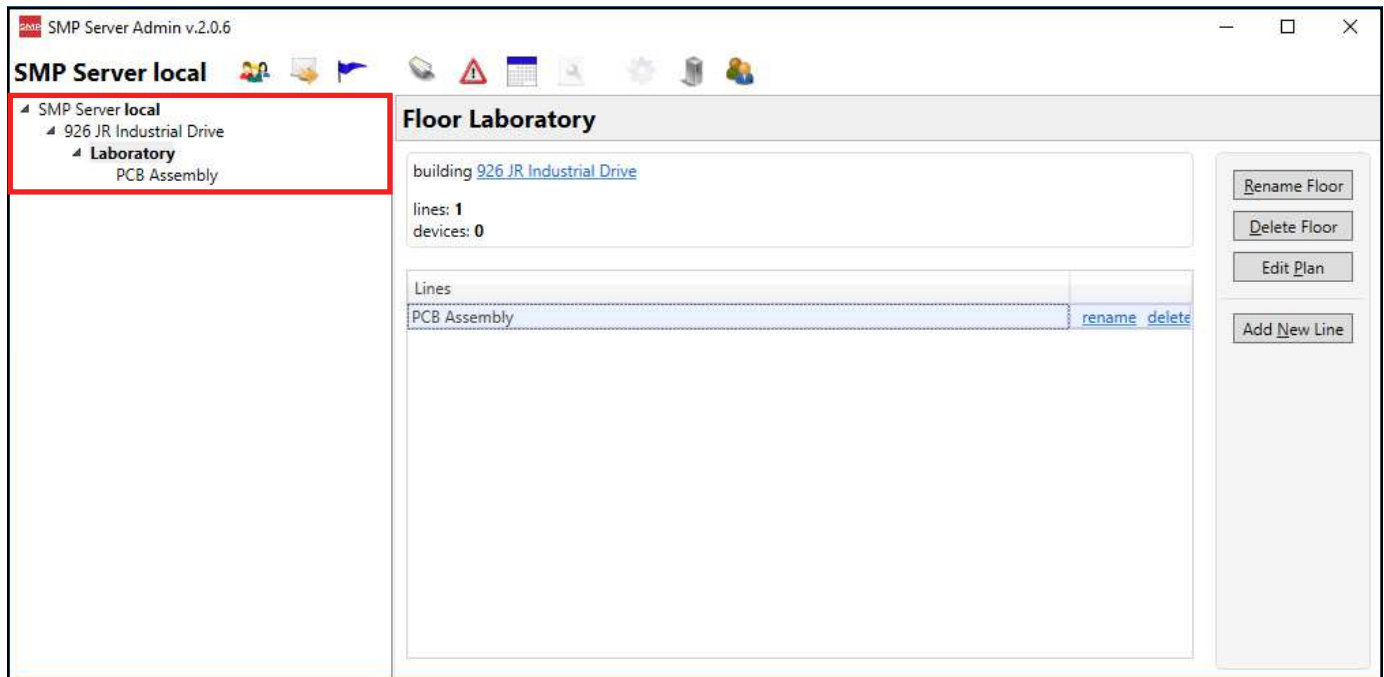 SMP SMP Server Admin v.2.0.6
SMP Server local
SMP Server local
926 JR Industrial Drive
Laboratory
PCB Assembly
Floor Laboratory
building 926 JR Industrial Drive
lines: 1
devices: 0
Lines
PCB Assembly rename delete
Rename Floor
Delete Floor
Edit Plan
Add New Line